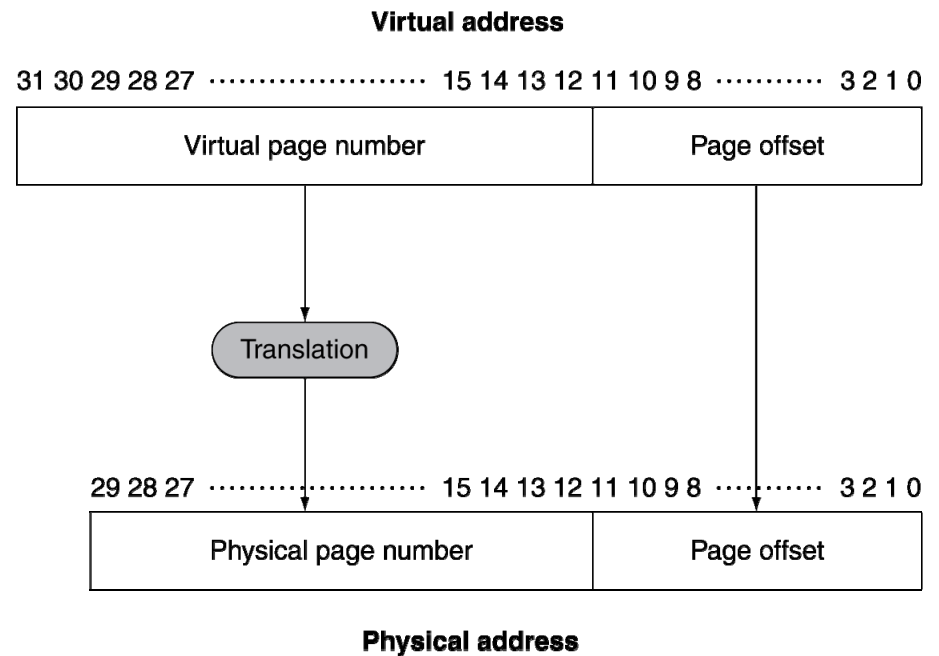 Virtual address
31 30 29 28 27 ······················ 15 14 13 12 11 10 9 8 ··········· 3 2 1 0
Virtual page number Page offset
Translation
29 28 27 ······················ 15 14 13 12 11 10 9 8 ··········· 3 2 1 0
Physical page number Page offset
Physical address